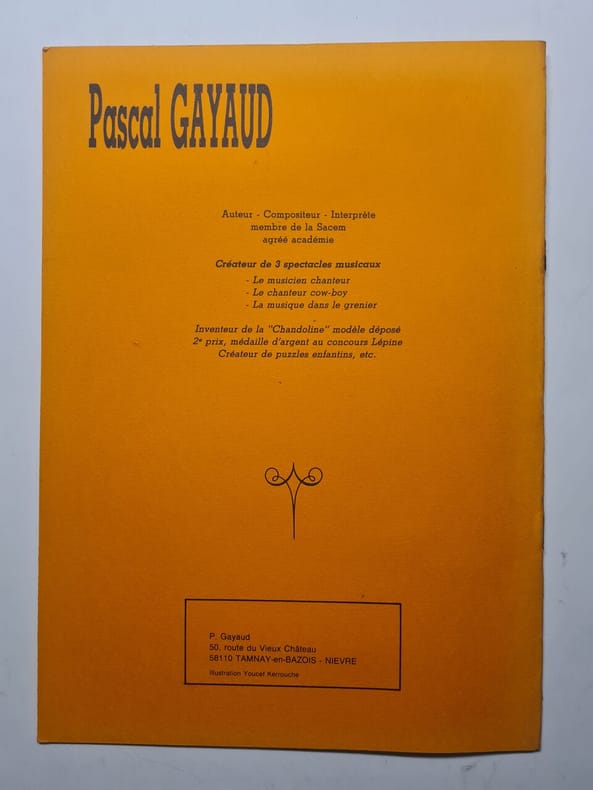 Pascal GAYAUD
Auteur - Compositeur - Interprète
membre de la Sacem
agréé académie
Créateur de 3 spectacles musicaux
- Le musicien chanteur
- Le chanteur cow-boy
- La musique dans le grenier
Inventeur de la "Chandoline" modèle déposé
2e prix, médaille d'argent au concours Lépine
Créateur de puzzles enfantins, etc.
P. Gayaud
50, route du Vieux Château
58110 TAMNAY-en-BAZOIS - NIEVRE
Illustration Youcef Kerrouche